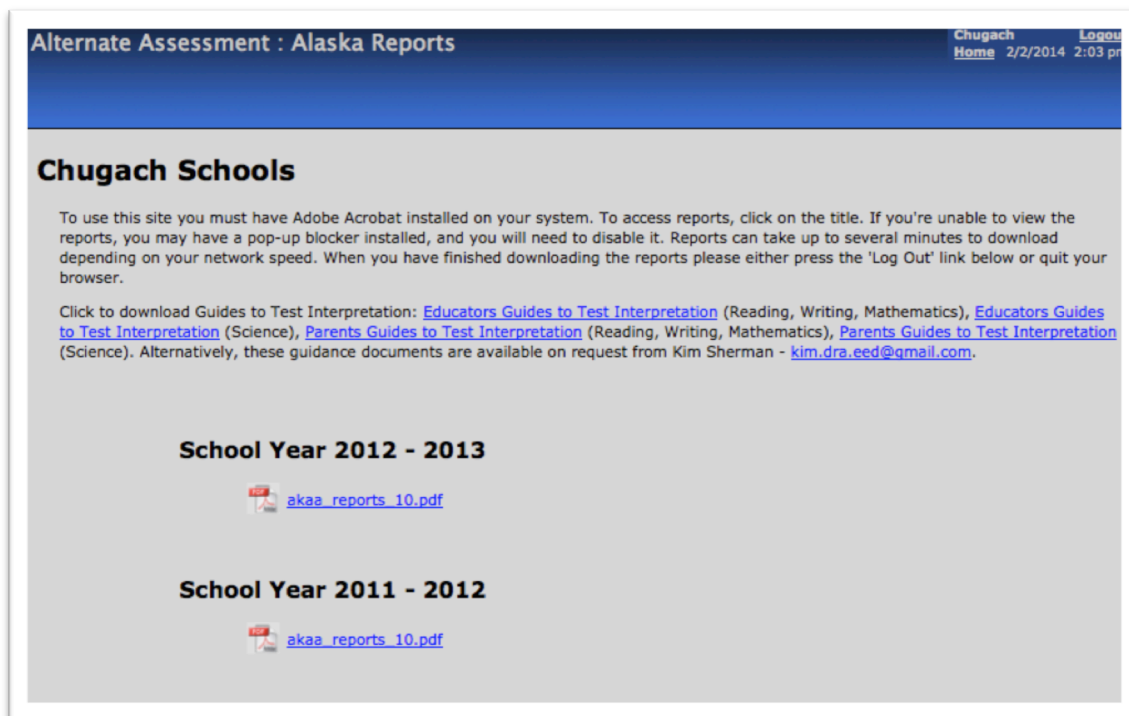 Alternate Assessment : Alaska Reports
Chugach Logou
Home 2/2/2014 2:03 pm
Chugach Schools
To use this site you must have Adobe Acrobat installed on your system. To access reports, click on the title. If you're unable to view the
reports, you may have a pop-up blocker installed, and you will need to disable it. Reports can take up to several minutes to download
depending on your network speed. When you have finished downloading the reports please either press the 'Log Out' link below or quit your
browser.
Click to download Guides to Test Interpretation: Educators Guides to Test Interpretation (Reading, Writing, Mathematics), Educators Guides
to Test Interpretation (Science), Parents Guides to Test Interpretation (Reading, Writing, Mathematics), Parents Guides to Test Interpretation
(Science). Alternatively, these guidance documents are available on request from Kim Sherman - kim.dra.eed@gmail.com.
School Year 2012 - 2013
PDF akaa_reports_10.pdf
School Year 2011 - 2012
PDF akaa_reports_10.pdf